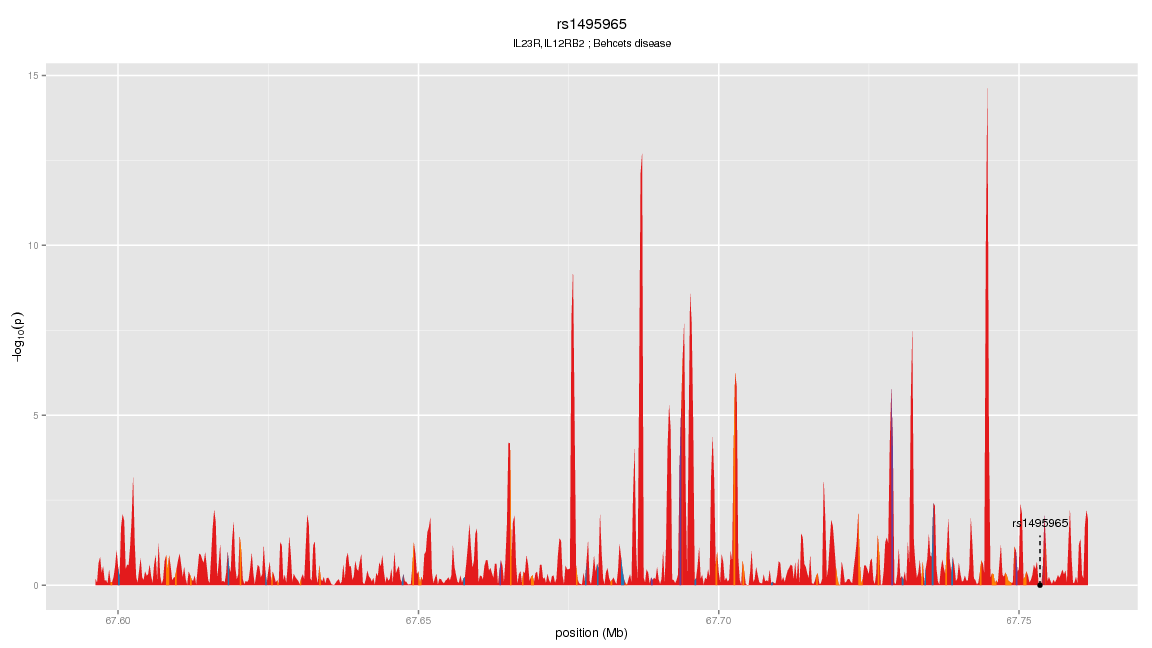 rs1495965
IL23R,IL12RB2 ; Behcets disease
15
10
5
0
−log10(p)
rs1495965
67.60 67.65 67.70 67.75
position (Mb)